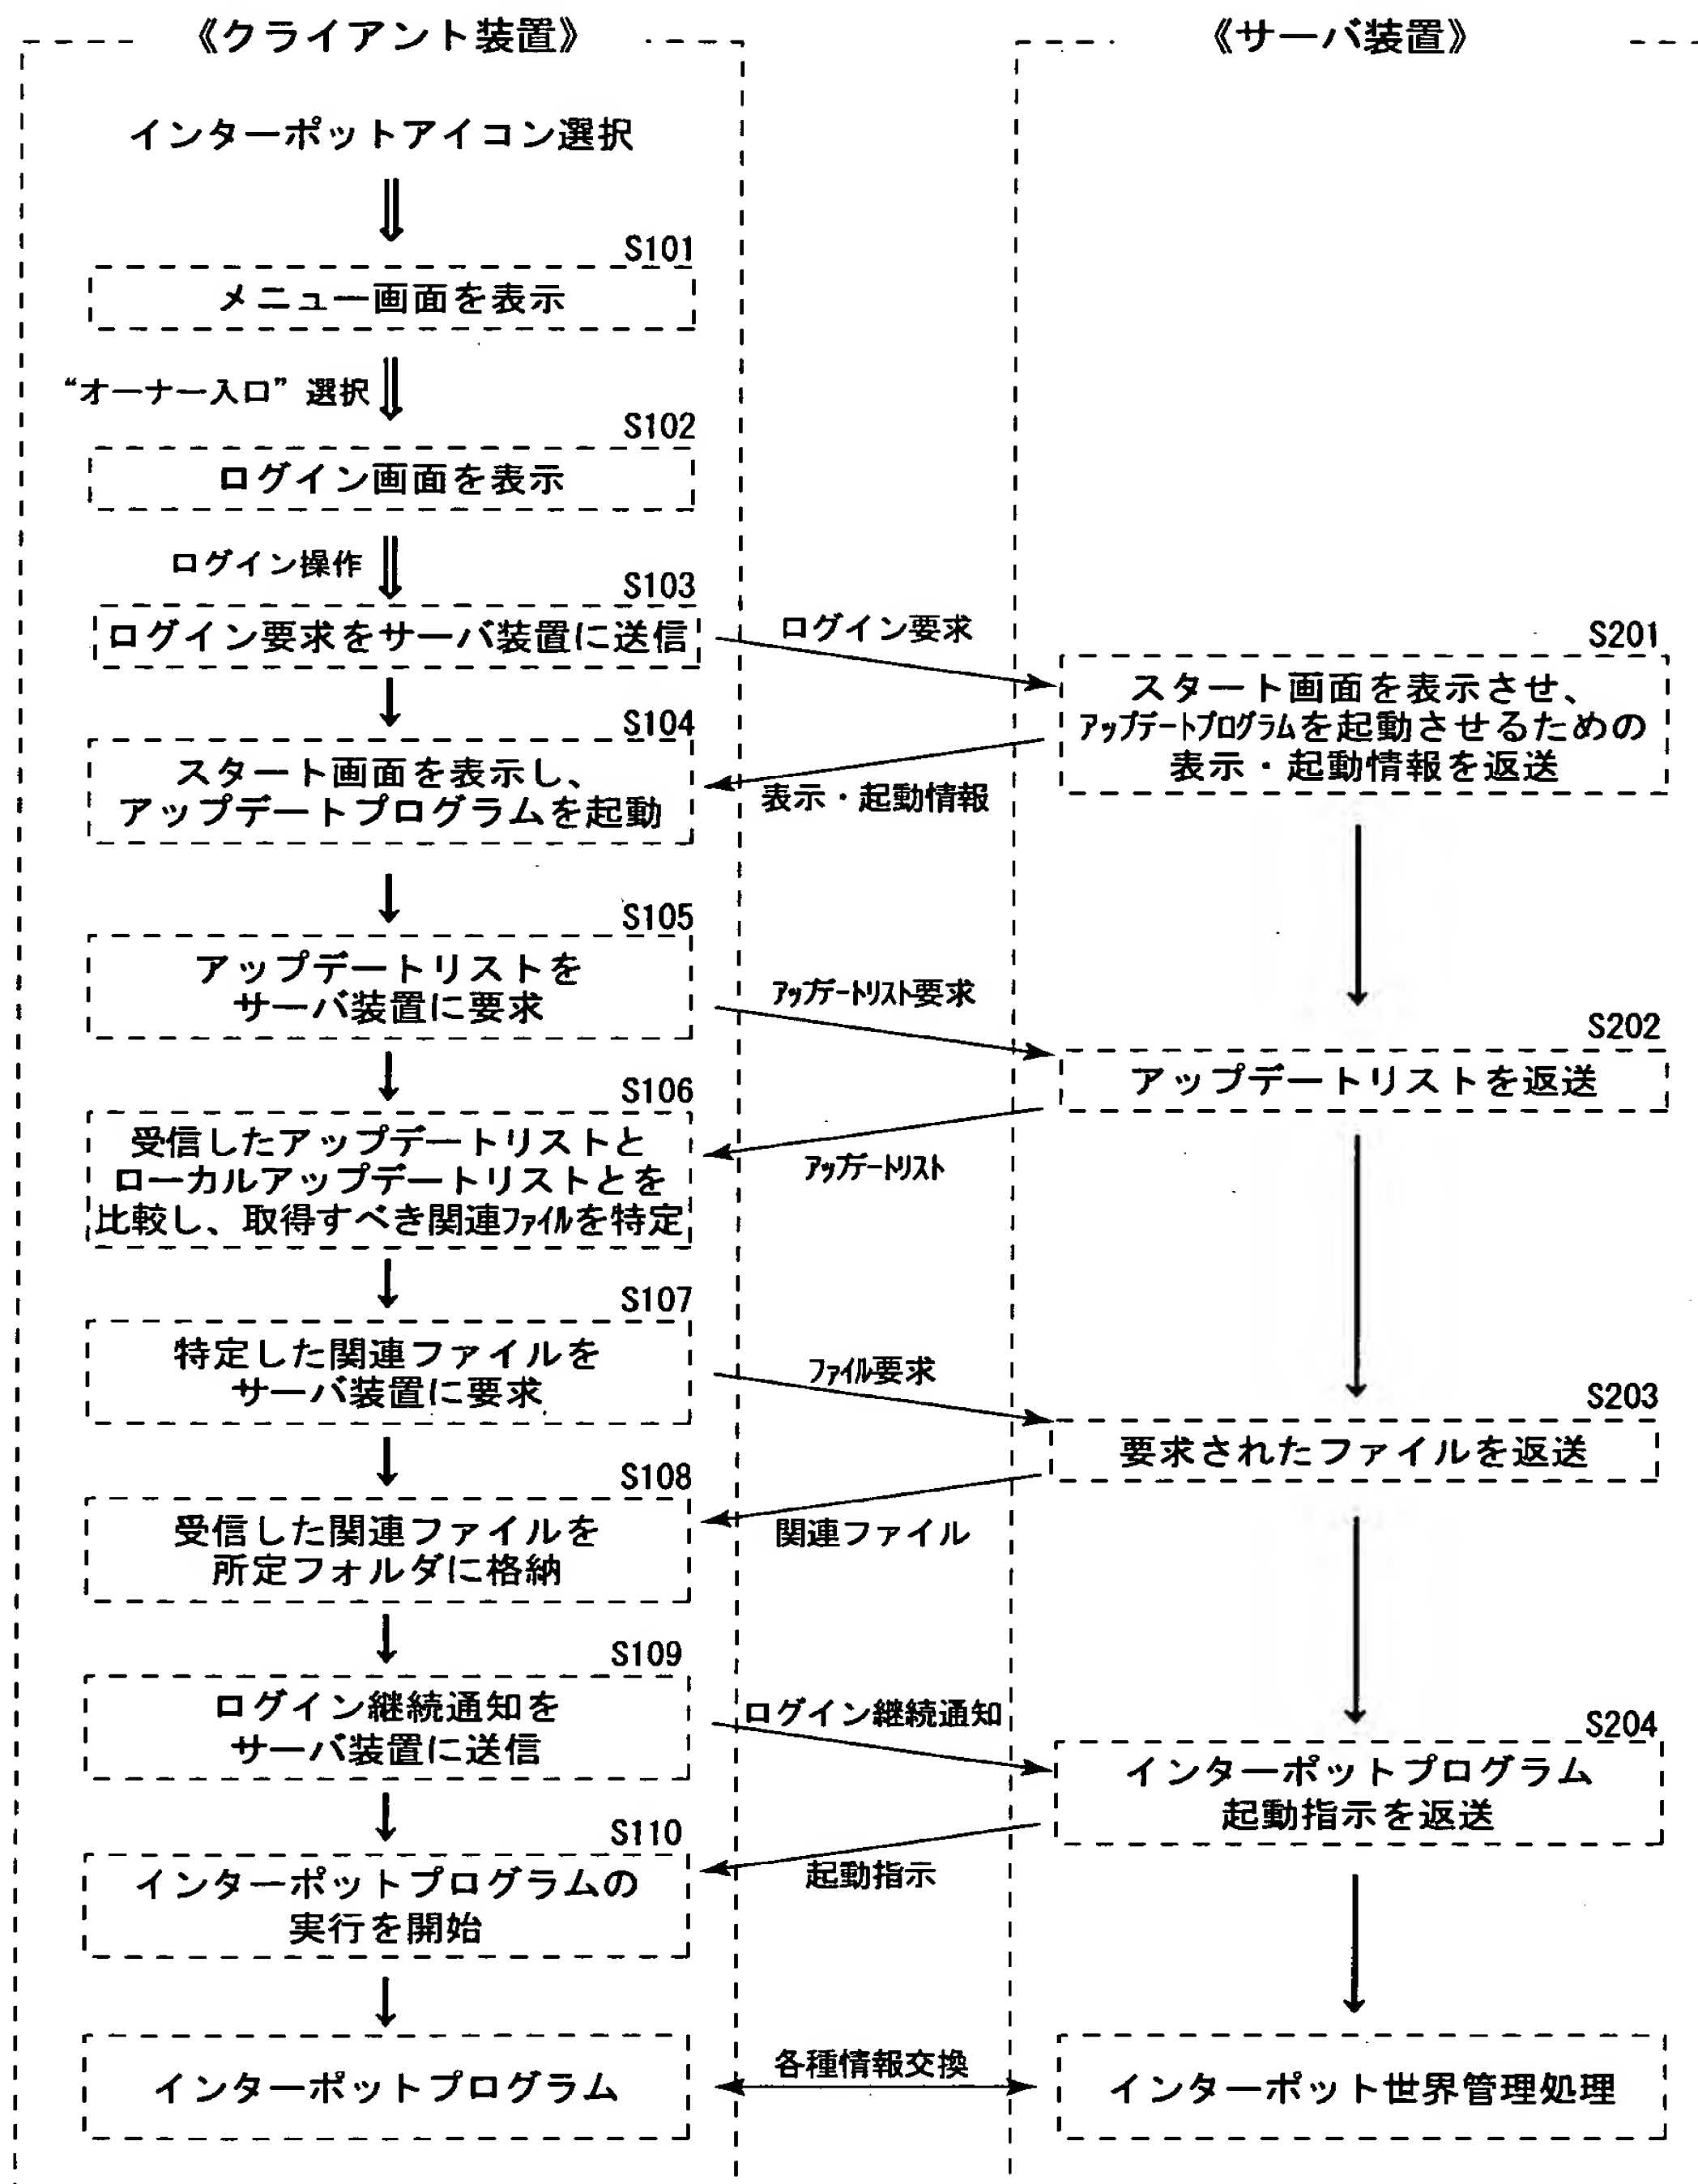 《クライアント装置》
《サーバ装置》
インターポットアイコン選択
S101
メニュー画面を表示
“オーナー入口”選択
S102
ログイン画面を表示
ログイン操作
S103
ログイン要求をサーバ装置に送信
ログイン要求
S201
スタート画面を表示させ、
アップデートプログラムを起動させるための
表示・起動情報を返送
S104
スタート画面を表示し、
アップデートプログラムを起動
表示・起動情報
S105
アップデートリストを
サーバ装置に要求
アップデートリスト要求
S202
アップデートリストを返送
S106
受信したアップデートリストと
ローカルアップデートリストとを
比較し、取得すべき関連ファイルを特定
アップデートリスト
S107
特定した関連ファイルを
サーバ装置に要求
ファイル要求
S203
要求されたファイルを返送
S108
受信した関連ファイルを
所定フォルダに格納
関連ファイル
S109
ログイン継続通知を
サーバ装置に送信
ログイン継続通知
S204
インターポットプログラム
起動指示を返送
S110
インターポットプログラムの
実行を開始
起動指示
インターポットプログラム
各種情報交換
インターポット世界管理処理